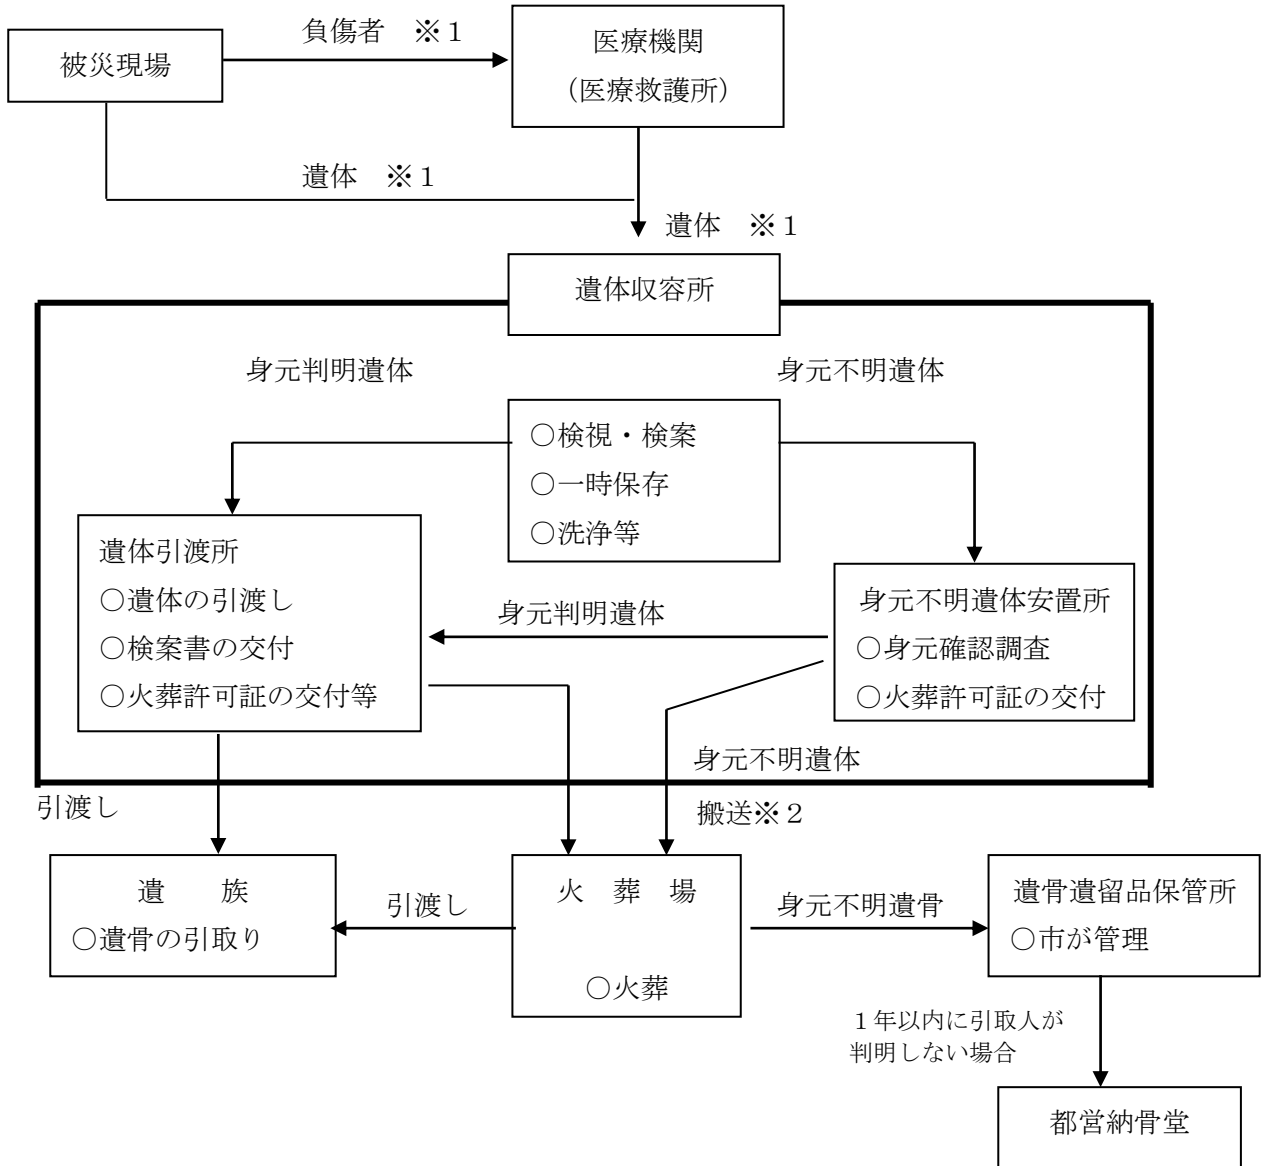 負傷者　※１
被災現場
医療機関
（医療救護所）
遺体　※１
遺体　※１
遺体収容所
身元判明遺体
身元不明遺体
○検視・検案
○一時保存
○洗浄等
遺体引渡所
○遺体の引渡し
○検案書の交付
○火葬許可証の交付等
身元判明遺体
身元不明遺体安置所
○身元確認調査
○火葬許可証の交付
身元不明遺体
引渡し
搬送※２
遺　　族
○遺骨の引取り
引渡し
火　葬　場
○火葬
身元不明遺骨
遺骨遺留品保管所
○市が管理
１年以内に引取人が
判明しない場合
都営納骨堂